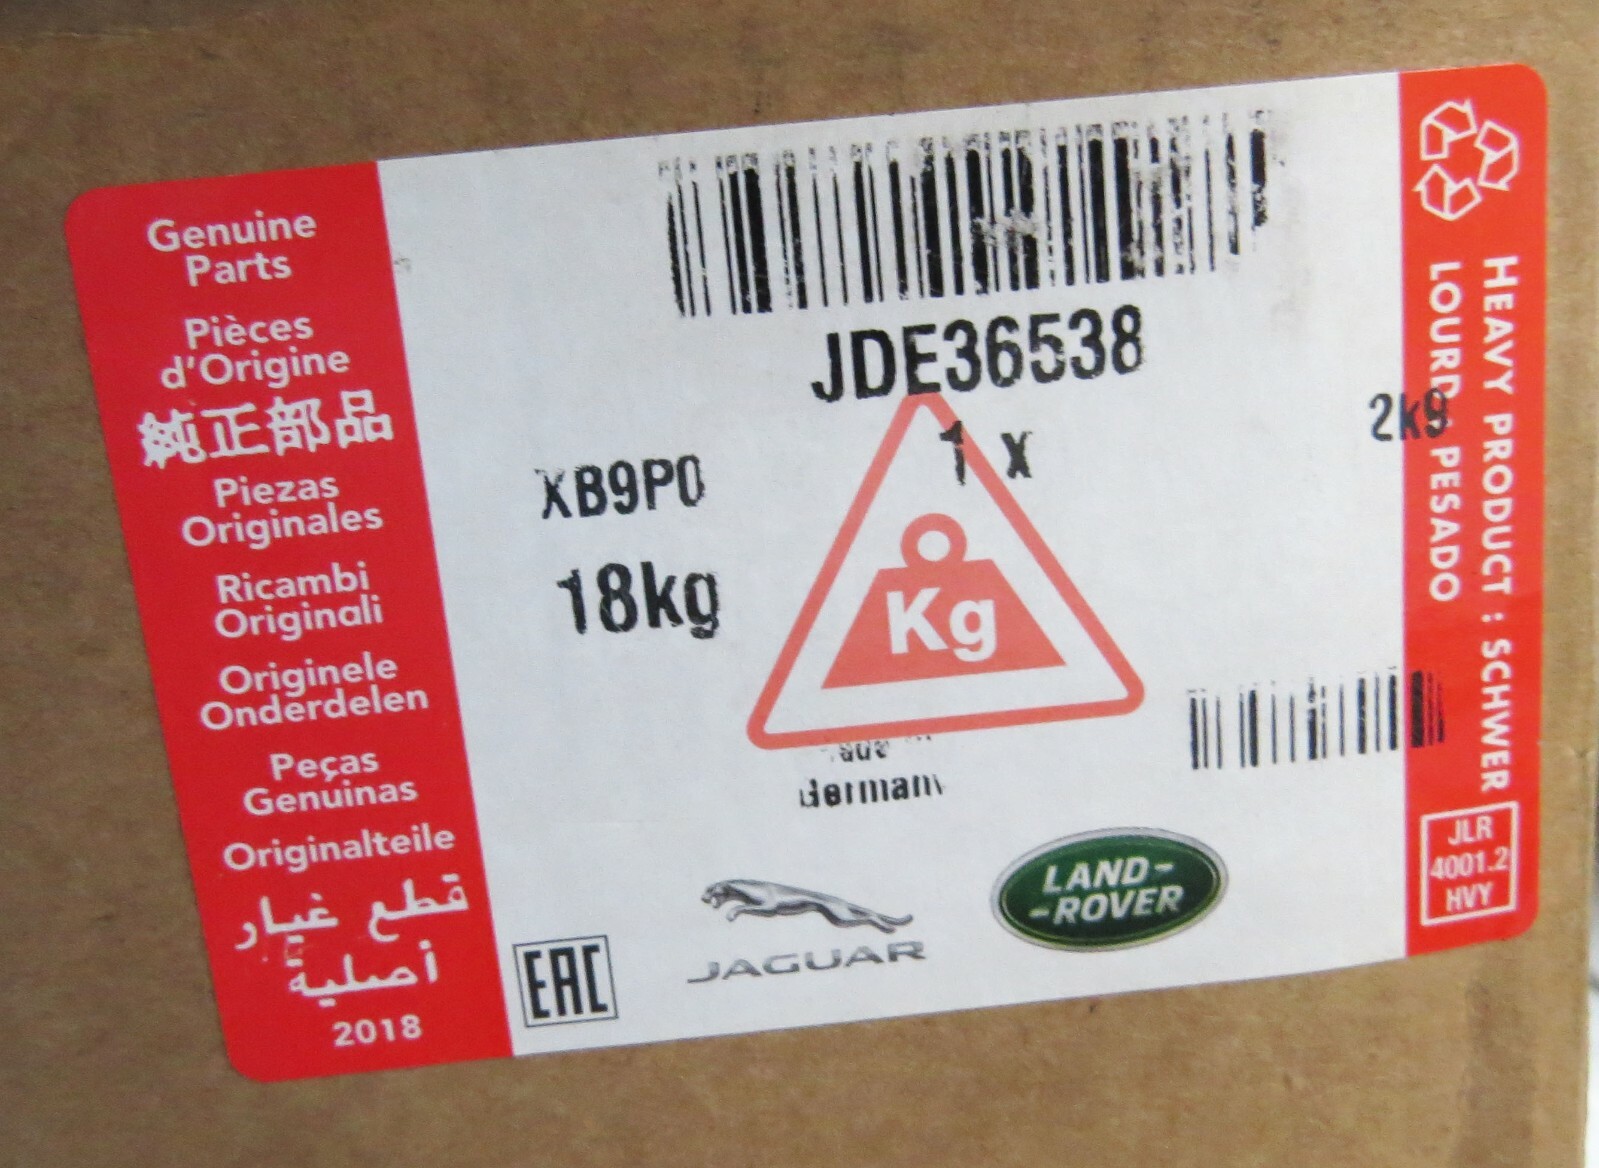 Genuine
Parts
Pièces
d'Origine
純正部品
Piezas
Originales
Ricambi
Originali
Originele
Onderdelen
Peças
Genuinas
Originalteile
قطع غيار
أصلية
2018
JDE36538
1 x
2k9
XB9P0
18kg
Kg
German
EAC
JAGUAR
LAND-
-ROVER
HEAVY PRODUCT : SCHWER
LOURD PESADO
JLR
4001.2
HVY